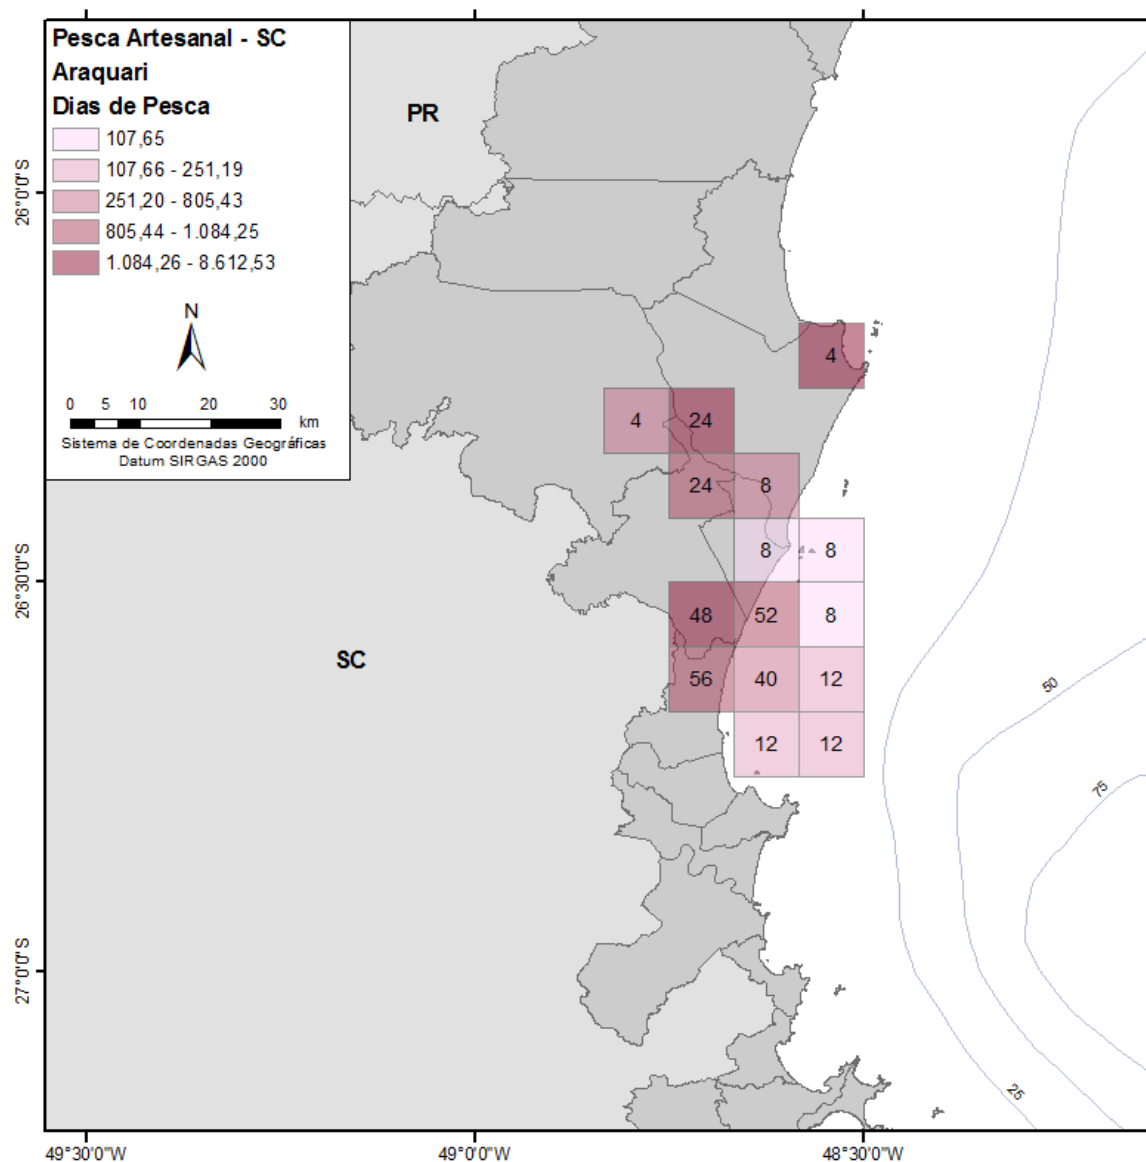 Pesca Artesanal - SC
Araquari
Dias de Pesca
107,65
107,66 - 251,19
251,20 - 805,43
805,44 - 1.084,25
1.084,26 - 8.612,53
N
0 5 10 20 30
km
Sistema de Coordenadas Geográficas
Datum SIRGAS 2000
PR
26°0'0"S
4
4 24
24 8
8 8
26°30'0"S
48 52 8
SC
56 40 12
50
12 12
75
27°0'0"S
25
49°30'0"W 49°0'0"W 48°30'0"W